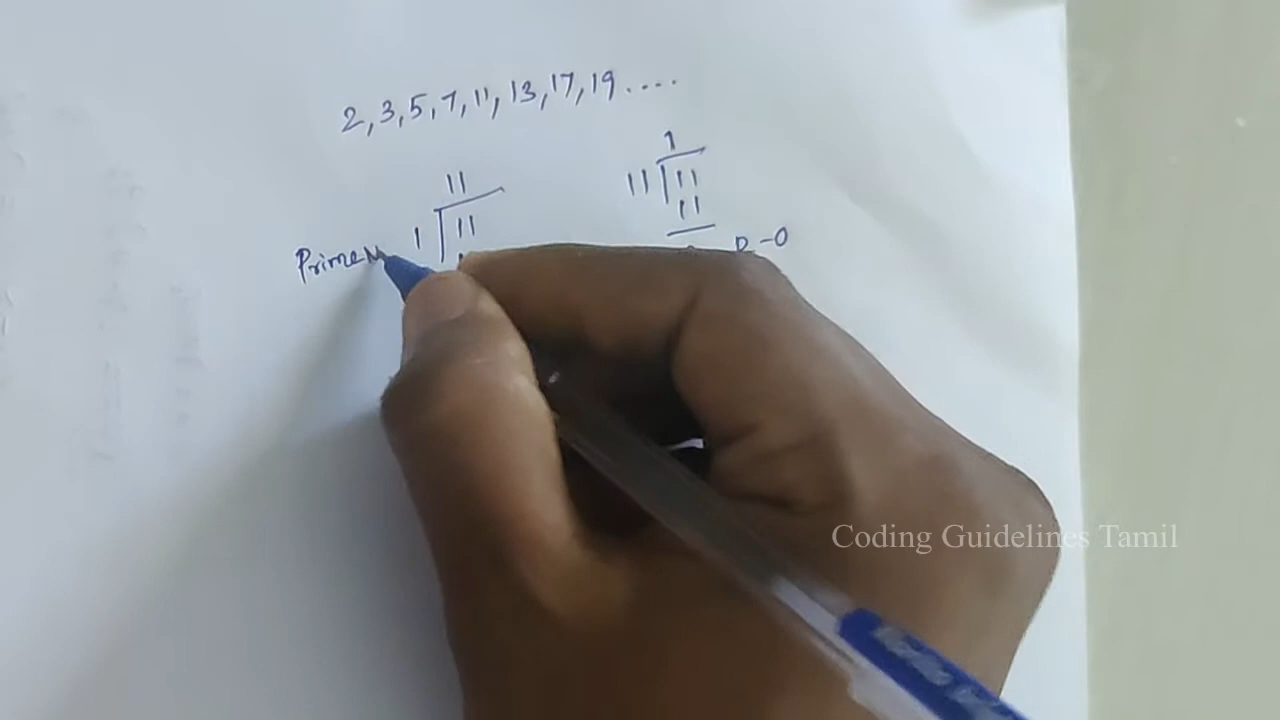 2, 3, 5, 7, 11, 13, 17, 19 ....
11
1
1 11
11 11
11
R-0
Prime N
Coding Guidelines Tamil